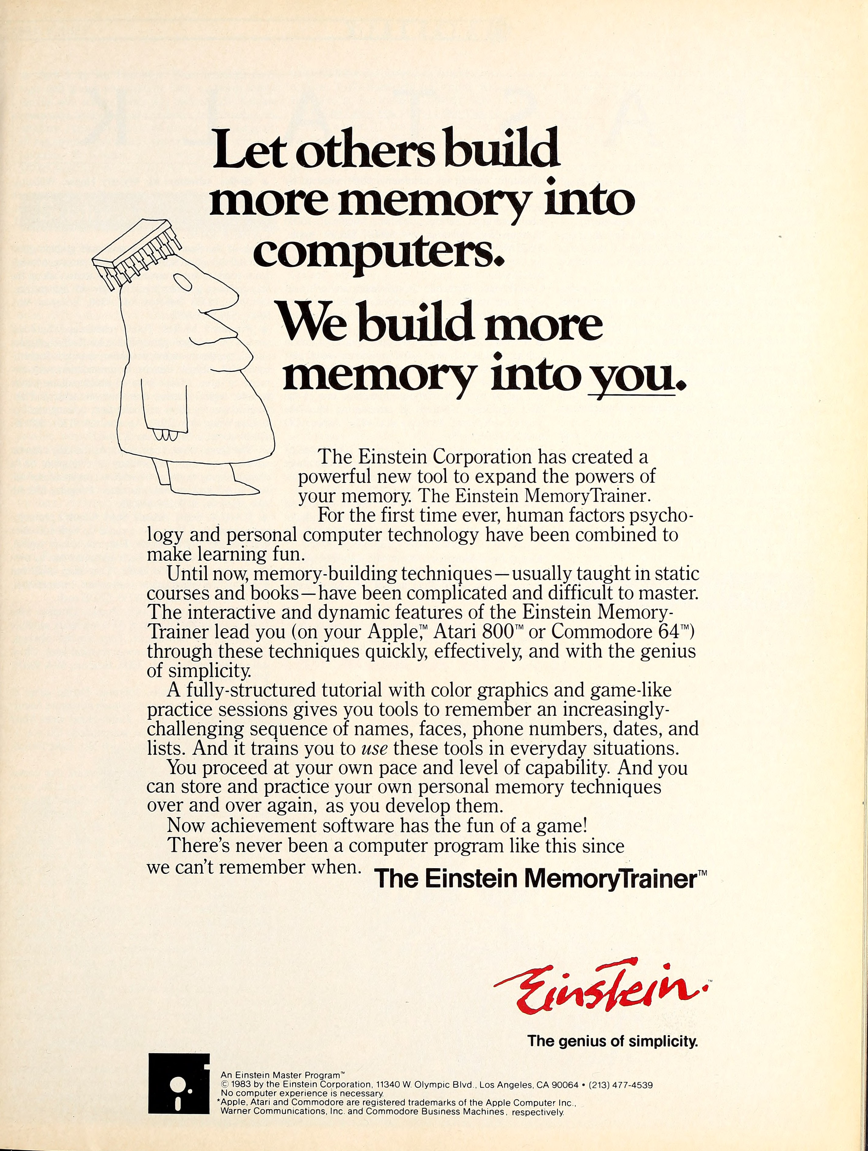 Let others build
more memory into
computers.
We build more
memory into you.
The Einstein Corporation has created a
powerful new tool to expand the powers of
your memory. The Einstein MemoryTrainer.
For the first time ever, human factors psycho-
logy and personal computer technology have been combined to
make learning fun.
Until now, memory-building techniques—usually taught in static
courses and books—have been complicated and difficult to master.
The interactive and dynamic features of the Einstein Memory-
Trainer lead you (on your Apple,™ Atari 800™ or Commodore 64™)
through these techniques quickly, effectively, and with the genius
of simplicity.
A fully-structured tutorial with color graphics and game-like
practice sessions gives you tools to remember an increasingly-
challenging sequence of names, faces, phone numbers, dates, and
lists. And it trains you to use these tools in everyday situations.
You proceed at your own pace and level of capability. And you
can store and practice your own personal memory techniques
over and over again, as you develop them.
Now achievement software has the fun of a game!
There's never been a computer program like this since
we can't remember when. The Einstein MemoryTrainer™
Einstein.™
The genius of simplicity.
An Einstein Master Program™
© 1983 by the Einstein Corporation, 11340 W. Olympic Blvd., Los Angeles, CA 90064 • (213) 477-4539
No computer experience is necessary.
*Apple, Atari and Commodore are registered trademarks of the Apple Computer Inc.,
Warner Communications, Inc. and Commodore Business Machines, respectively.